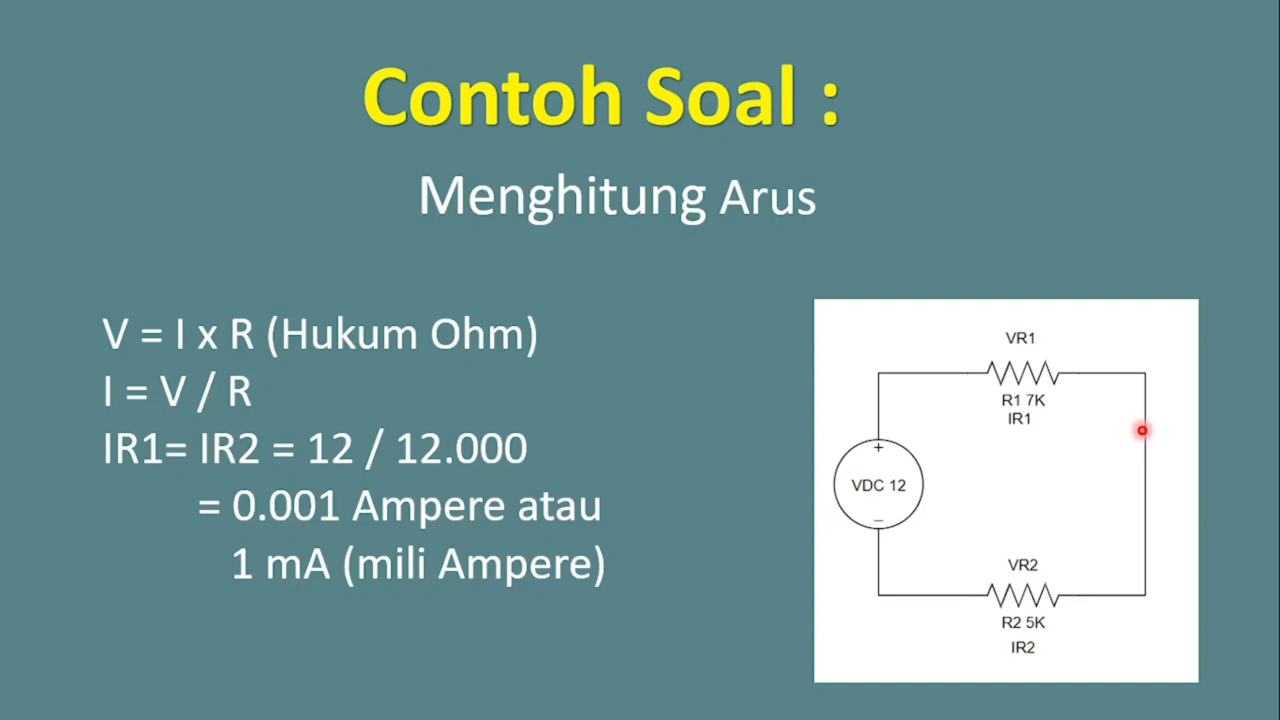 Contoh Soal :
Menghitung Arus
V = I x R (Hukum Ohm)
I = V / R
IR1= IR2 = 12 / 12.000
= 0.001 Ampere atau
1 mA (mili Ampere)
VR1
R1 7K
IR1
+
VDC 12
–
VR2
R2 5K
IR2